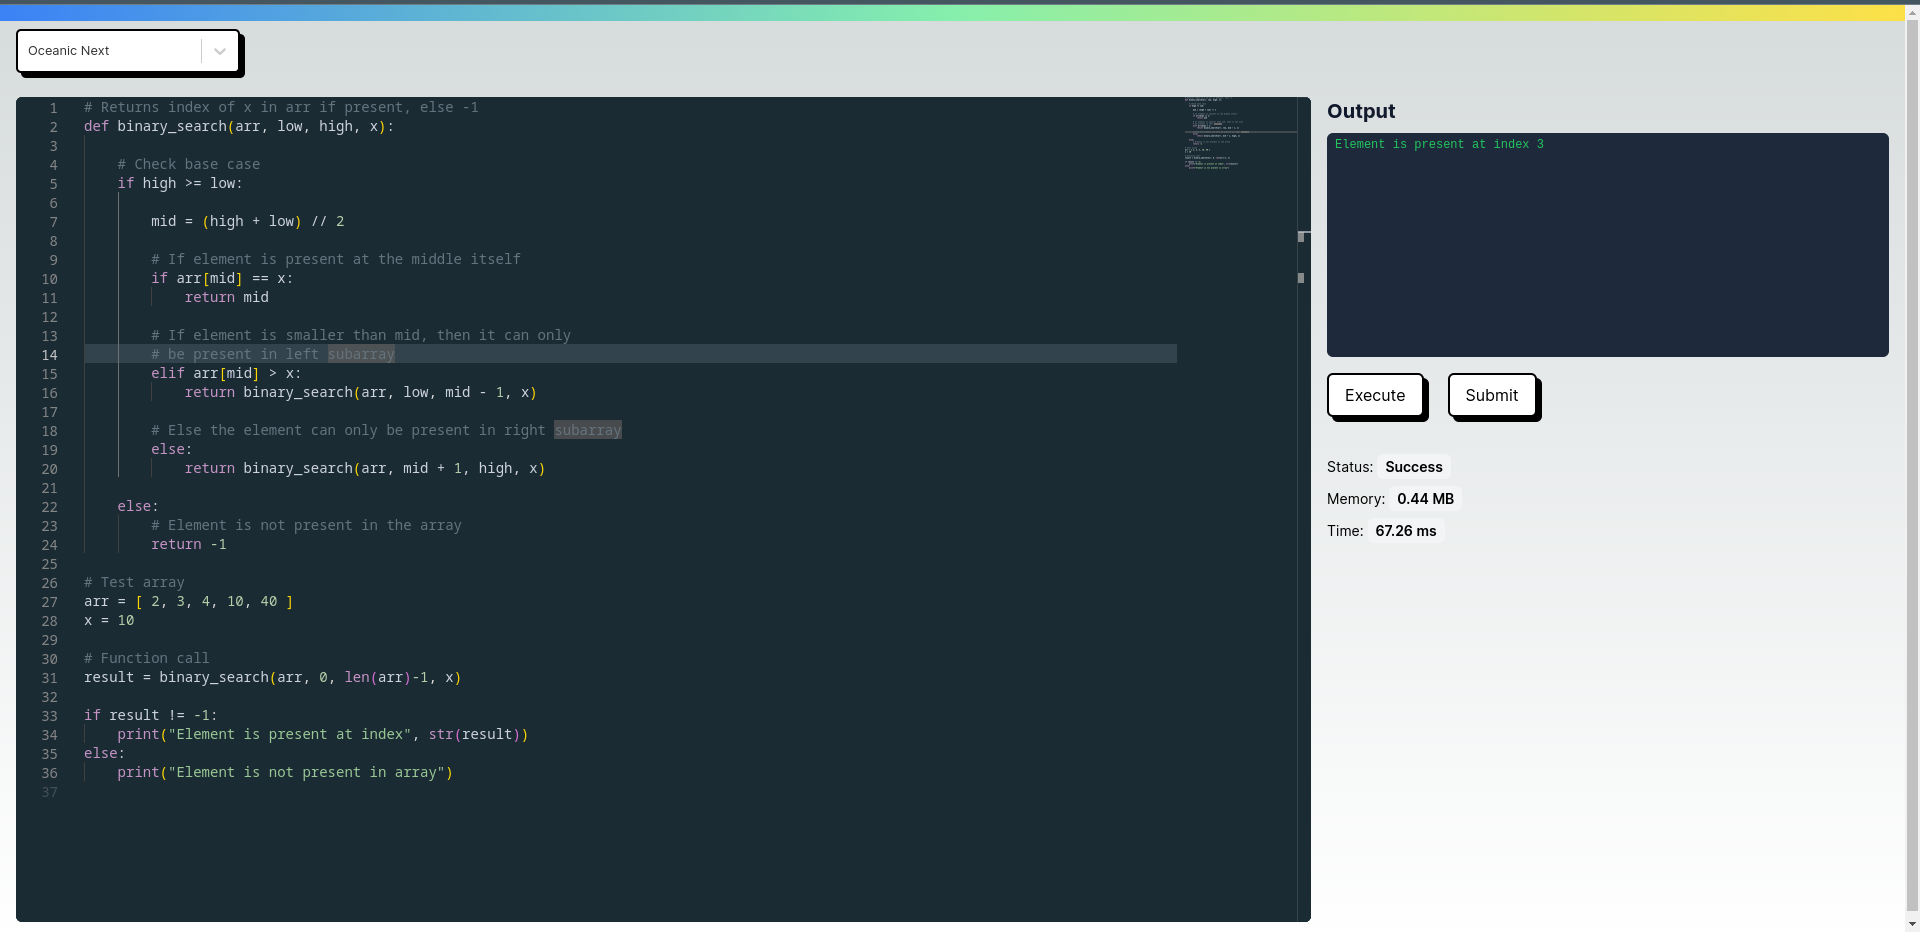 Oceanic Next
1 # Returns index of x in arr if present, else -1
2 def binary_search(arr, low, high, x):
3
4     # Check base case
5     if high >= low:
6
7         mid = (high + low) // 2
8
9         # If element is present at the middle itself
10         if arr[mid] == x:
11             return mid
12
13         # If element is smaller than mid, then it can only
14         # be present in left subarray
15         elif arr[mid] > x:
16             return binary_search(arr, low, mid - 1, x)
17
18         # Else the element can only be present in right subarray
19         else:
20             return binary_search(arr, mid + 1, high, x)
21
22     else:
23         # Element is not present in the array
24         return -1
25
26 # Test array
27 arr = [ 2, 3, 4, 10, 40 ]
28 x = 10
29
30 # Function call
31 result = binary_search(arr, 0, len(arr)-1, x)
32
33 if result != -1:
34     print("Element is present at index", str(result))
35 else:
36     print("Element is not present in array")
37
Output
Element is present at index 3
Execute Submit
Status: Success
Memory: 0.44 MB
Time: 67.26 ms